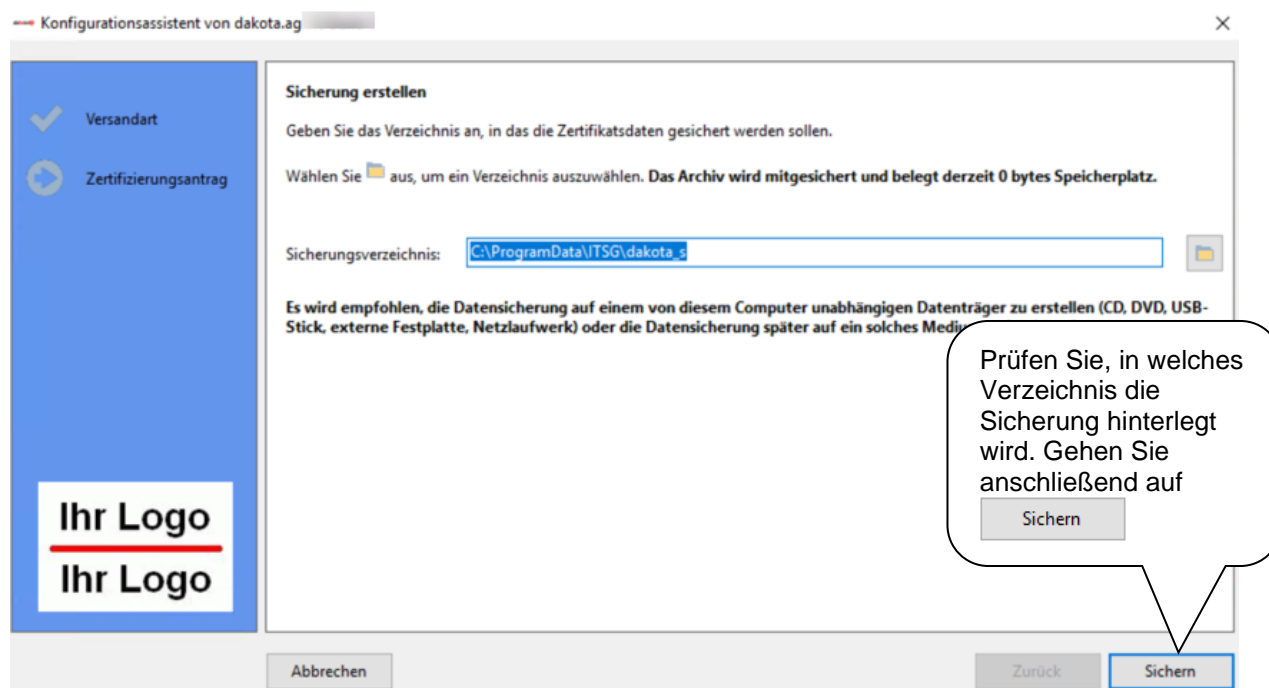 Konfigurationsassistent von dakota.ag
Versandart
Zertifizierungsantrag
Ihr Logo
Ihr Logo
Sicherung erstellen
Geben Sie das Verzeichnis an, in das die Zertifikatsdaten gesichert werden sollen.
Wählen Sie aus, um ein Verzeichnis auszuwählen. Das Archiv wird mitgesichert und belegt derzeit 0 bytes Speicherplatz.
Sicherungsverzeichnis: C:\ProgramData\ITSG\dakota_s
Es wird empfohlen, die Datensicherung auf einem von diesem Computer unabhängigen Datenträger zu erstellen (CD, DVD, USB-
Stick, externe Festplatte, Netzlaufwerk) oder die Datensicherung später auf ein solches
Prüfen Sie, in welches
Verzeichnis die
Sicherung hinterlegt
wird. Gehen Sie
anschließend auf
Sichern
Abbrechen
Zurück
Sichern